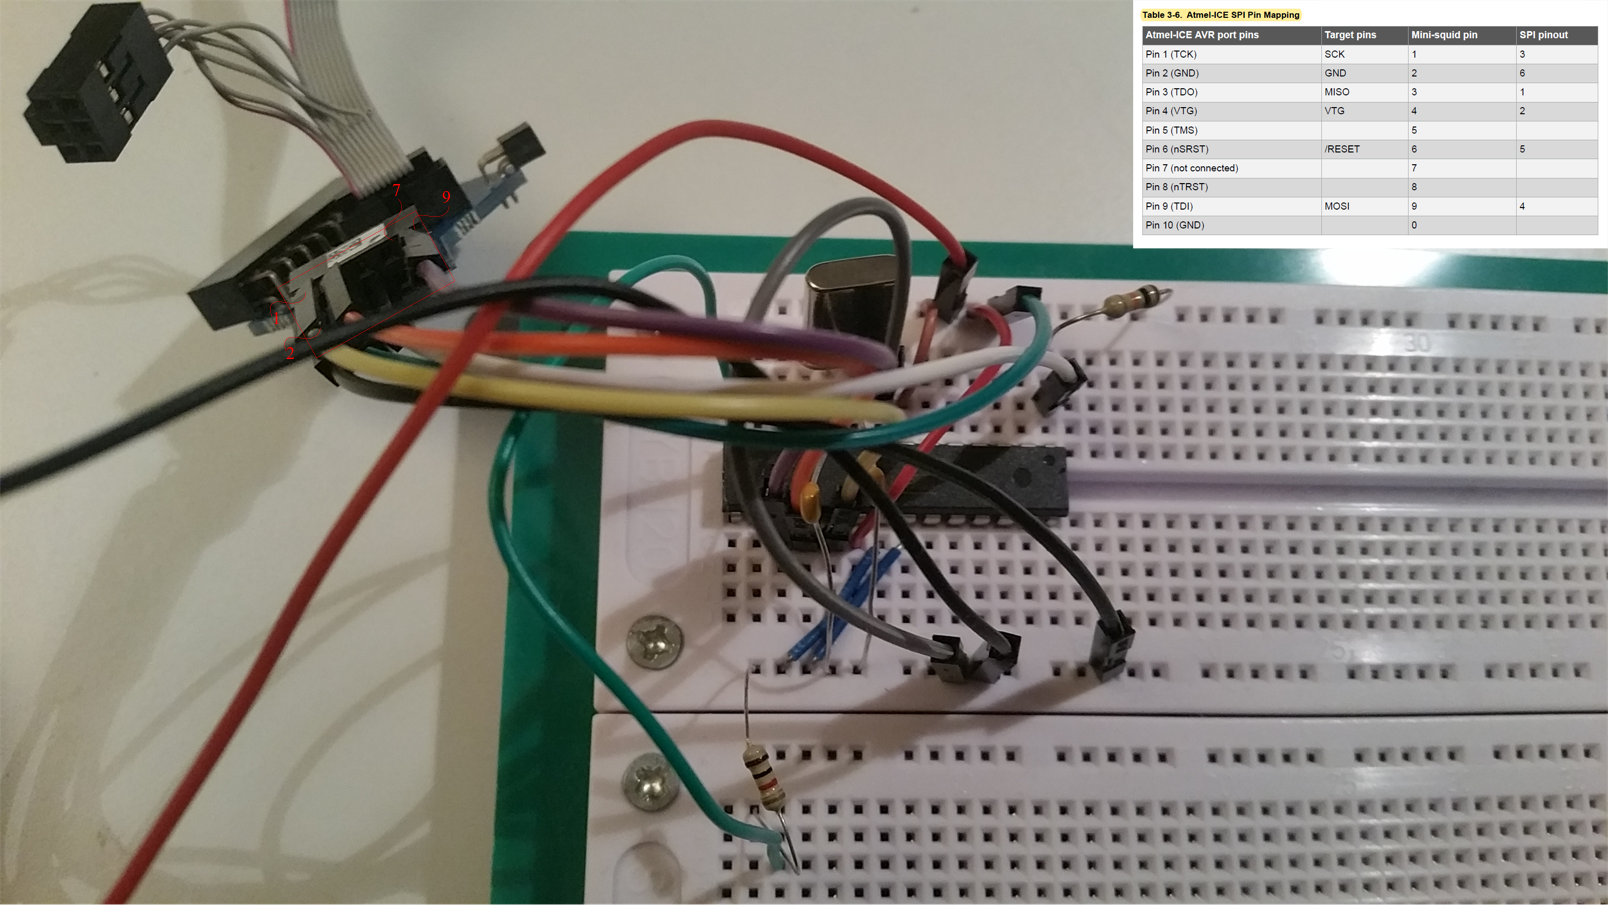 Table 3-6. Atmel-ICE SPI Pin Mapping
Atmel-ICE AVR port pins Target pins Mini-squid pin SPI pinout
Pin 1 (TCK) SCK 1 3
Pin 2 (GND) GND 2 6
Pin 3 (TDO) MISO 3 1
Pin 4 (VTG) VTG 4 2
Pin 5 (TMS) 5
Pin 6 (nSRST) /RESET 6 5
Pin 7 (not connected) 7
Pin 8 (nTRST) 8
Pin 9 (TDI) MOSI 9 4
Pin 10 (GND) 0
7
9
1
2
30